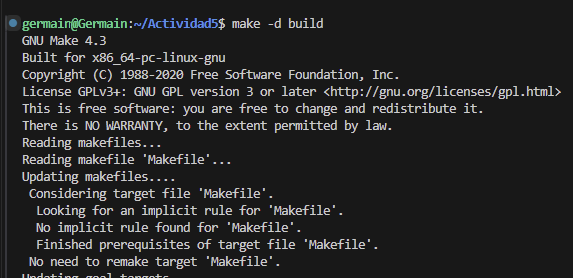 germain@Germain:~/Actividad5$ make -d build
GNU Make 4.3
Built for x86_64-pc-linux-gnu
Copyright (C) 1988-2020 Free Software Foundation, Inc.
License GPLv3+: GNU GPL version 3 or later <http://gnu.org/licenses/gpl.html>
This is free software: you are free to change and redistribute it.
There is NO WARRANTY, to the extent permitted by law.
Reading makefiles...
Reading makefile 'Makefile'...
Updating makefiles....
 Considering target file 'Makefile'.
  Looking for an implicit rule for 'Makefile'.
  No implicit rule found for 'Makefile'.
  Finished prerequisites of target file 'Makefile'.
 No need to remake target 'Makefile'.
Updating goal targets